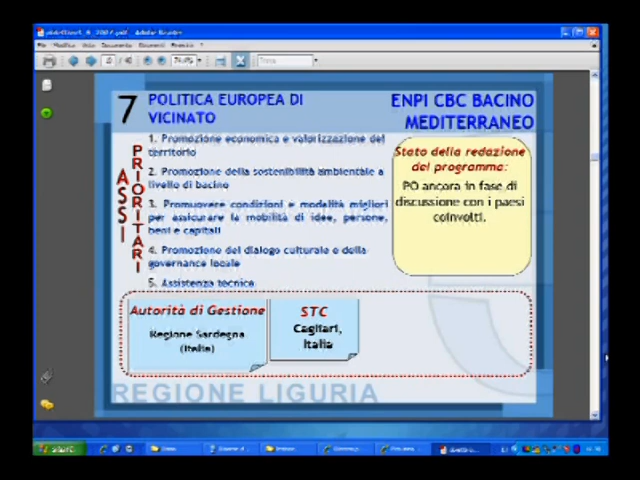 7
POLITICA EUROPEA DI
VICINATO
ENPI CBC BACINO
MEDITERRANEO
ASSI
PRIORITARI
1. Promozione economica e valorizzazione del
territorio
2. Promozione della sostenibilità ambientale a
livello di bacino
3. Promuovere condizioni e modalità migliori
per assicurare la mobilità di idee, persone,
beni e capitali
4. Promozione del dialogo culturale e della
governance locale
5. Assistenza tecnica
Stato della redazione
del programma:
PO ancora in fase di
discussione con i paesi
coinvolti.
Autorità di Gestione
Regione Sardegna
(Italia)
STC
Cagliari,
Italia
REGIONE LIGURIA
start